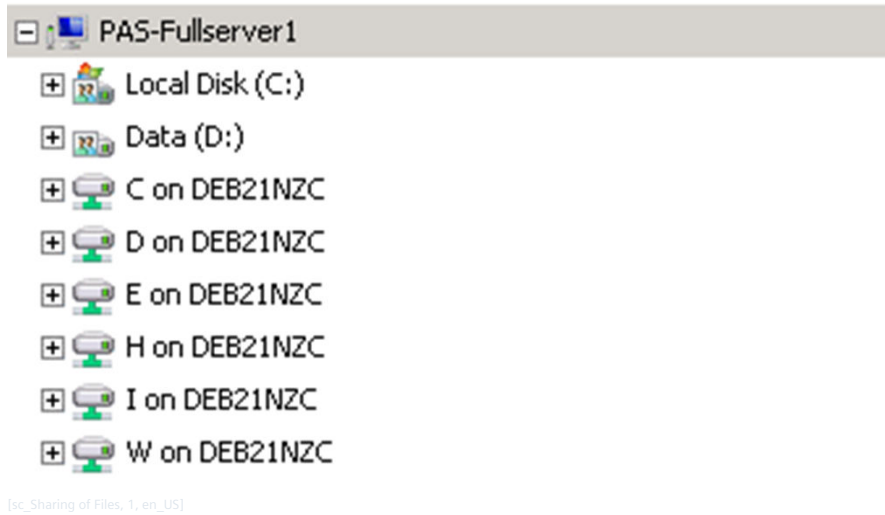 PAS-Fullserver1
Local Disk (C:)
Data (D:)
C on DEB21NZC
D on DEB21NZC
E on DEB21NZC
H on DEB21NZC
I on DEB21NZC
W on DEB21NZC
[sc_Sharing of Files, 1, en_US]